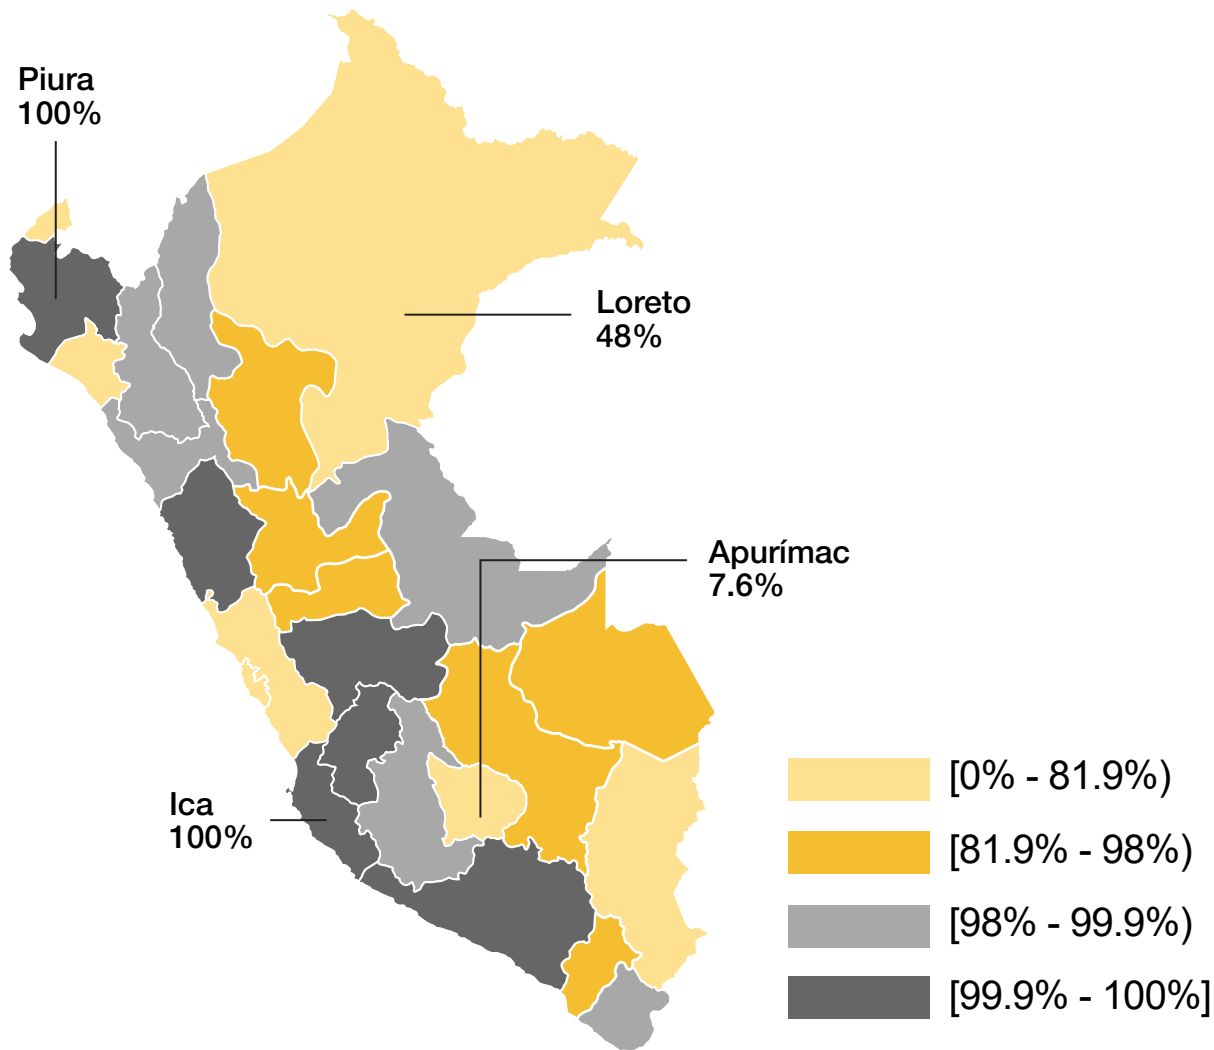 Piura
100%
Loreto
48%
Apurímac
7.6%
Ica
100%
[0% - 81.9%)
[81.9% - 98%)
[98% - 99.9%)
[99.9% - 100%]